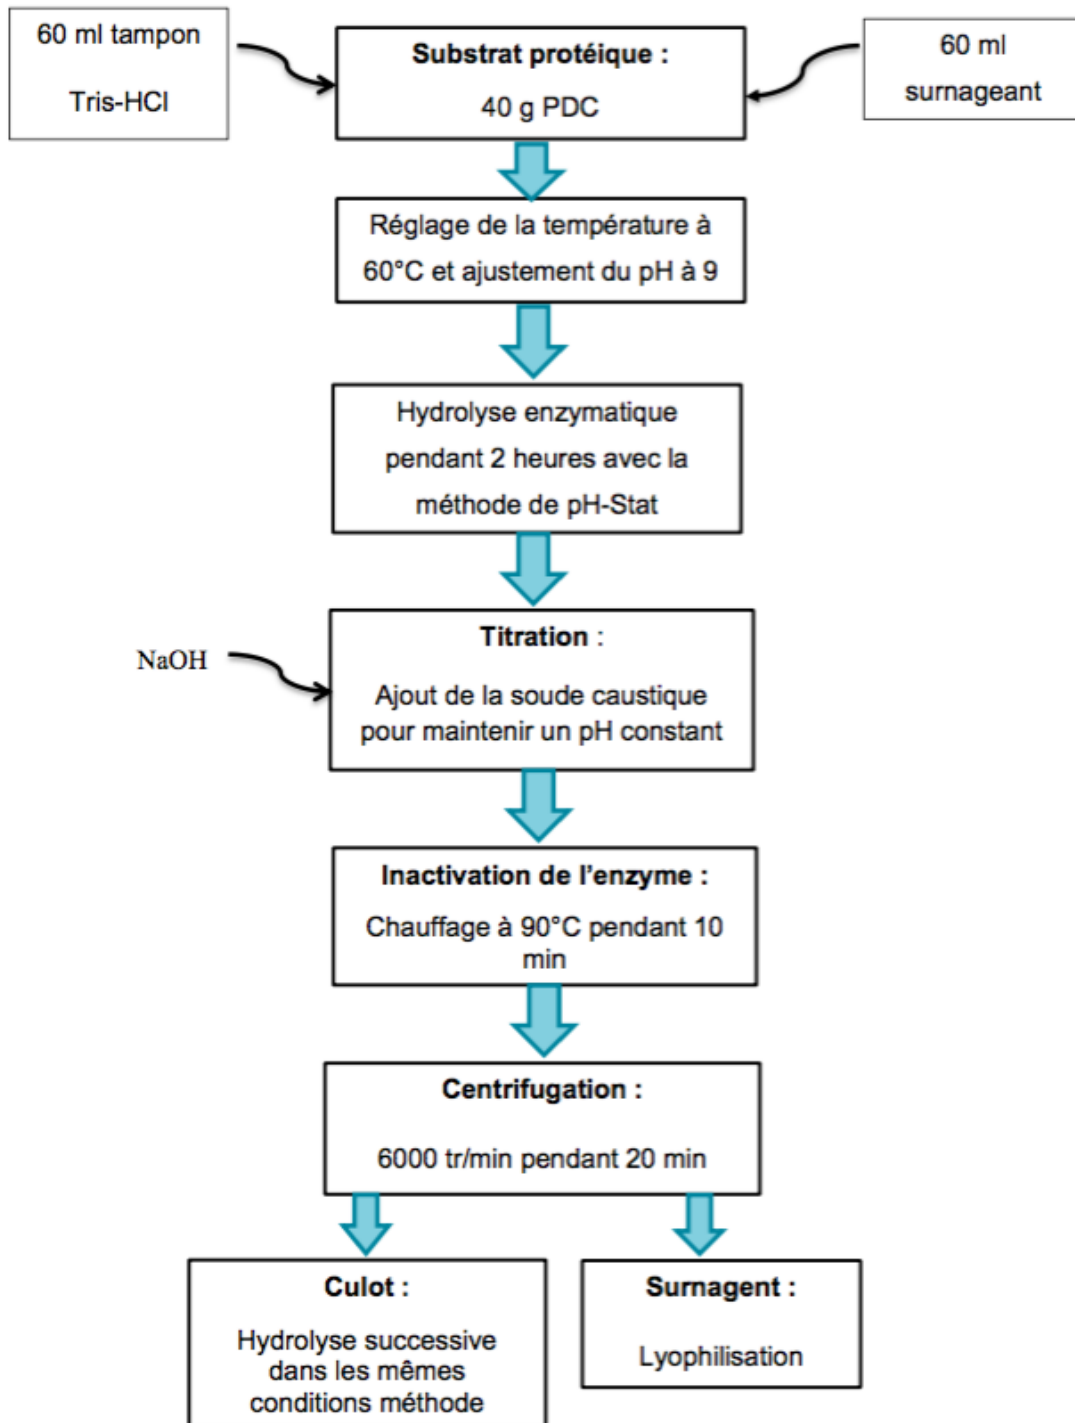 60 ml tampon
Tris-HCl
Substrat protéique :
40 g PDC
60 ml
surnageant
Réglage de la température à
60°C et ajustement du pH à 9
Hydrolyse enzymatique
pendant 2 heures avec la
méthode de pH-Stat
NaOH
Titration :
Ajout de la soude caustique
pour maintenir un pH constant
Inactivation de l'enzyme :
Chauffage à 90°C pendant 10
min
Centrifugation :
6000 tr/min pendant 20 min
Culot :
Hydrolyse successive
dans les mêmes
conditions méthode
Surnagent :
Lyophilisation